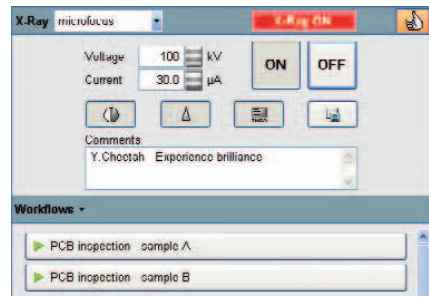 X-Ray microfocus X-Ray ON
Voltage 100 kV
Current 30.0 µA
ON OFF
Comments
Y.Cheetah Experience brilliance
Workflows
PCB inspection sample A
PCB inspection sample B